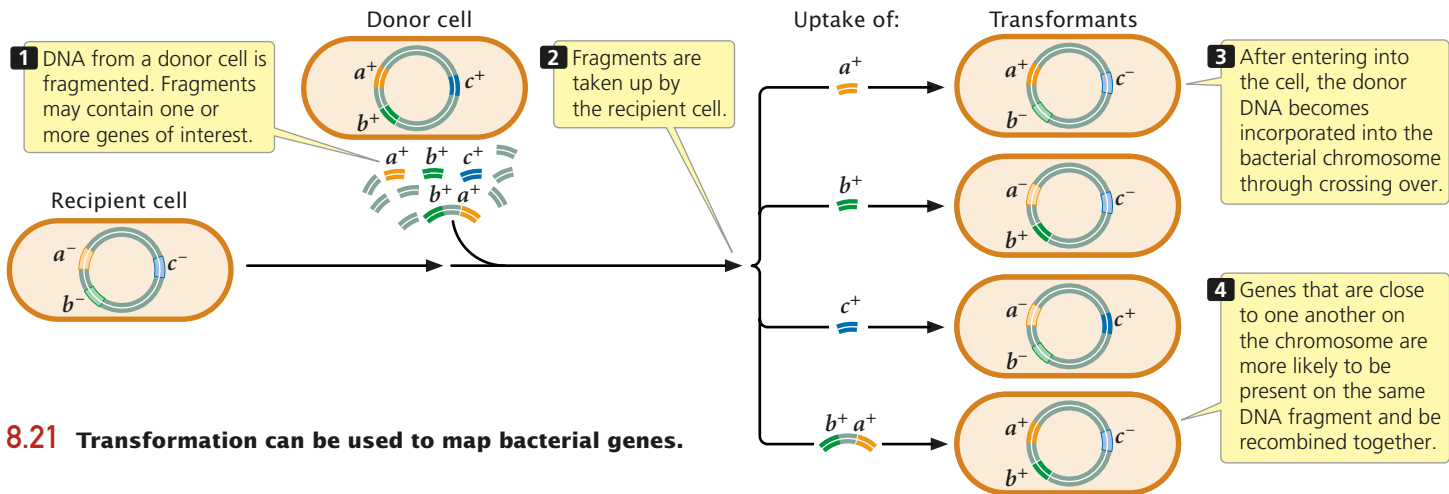 Donor cell
1 DNA from a donor cell is
fragmented. Fragments
may contain one or
more genes of interest.
a⁺
c⁺
b⁺
a⁺ b⁺ c⁺
b⁺ a⁺
Recipient cell
a⁻
c⁻
b⁻
2 Fragments are
taken up by
the recipient cell.
Uptake of:
Transformants
a⁺
a⁺
c⁻
b⁻
3 After entering into
the cell, the donor
DNA becomes
incorporated into the
bacterial chromosome
through crossing over.
b⁺
a⁻
c⁻
b⁺
c⁺
a⁻
c⁺
b⁻
4 Genes that are close
to one another on
the chromosome are
more likely to be
present on the same
DNA fragment and be
recombined together.
b⁺ a⁺
a⁺
c⁻
b⁺
8.21 Transformation can be used to map bacterial genes.